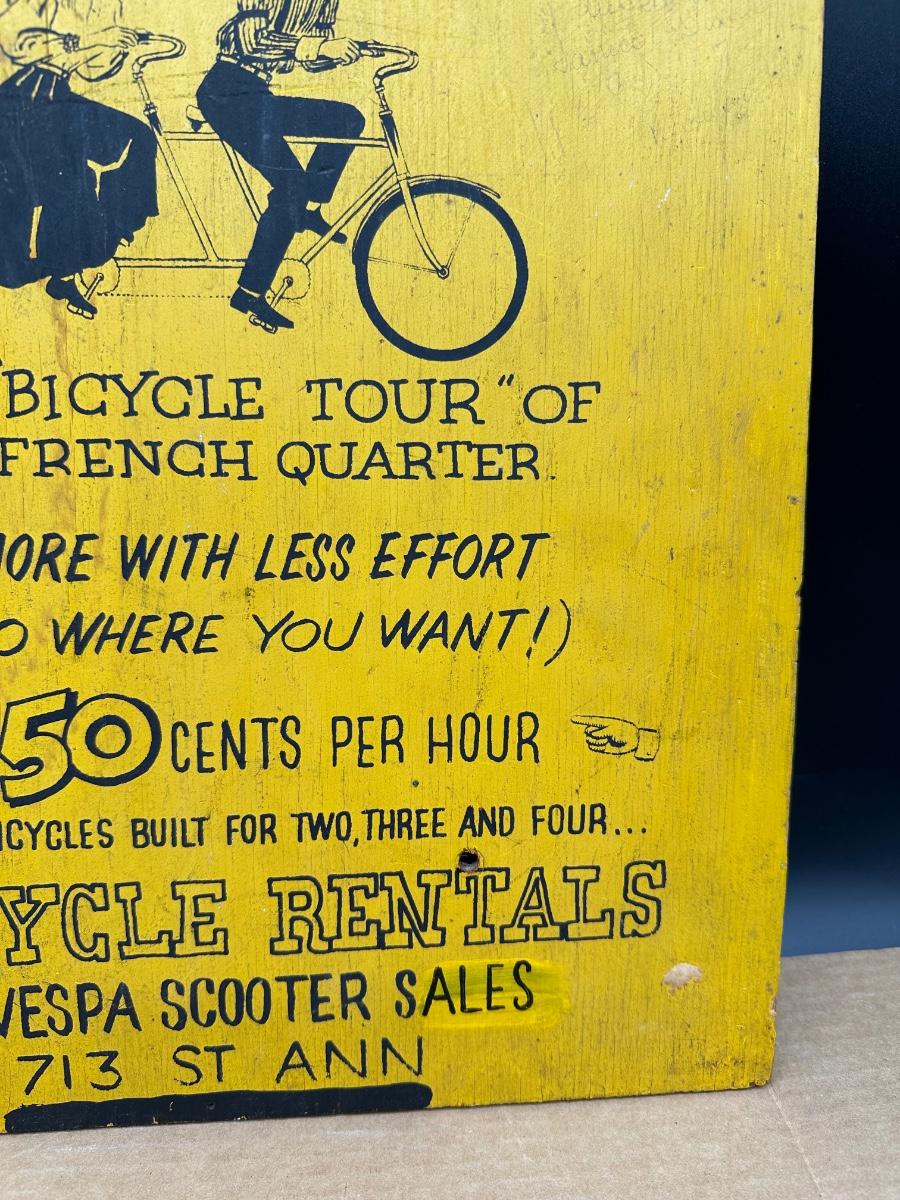 "BICYCLE TOUR" OF
FRENCH QUARTER.
MORE WITH LESS EFFORT
O WHERE YOU WANT!)
50 CENTS PER HOUR
ICYCLES BUILT FOR TWO, THREE AND FOUR...
YCLE RENTALS
VESPA SCOOTER SALES
713 ST ANN